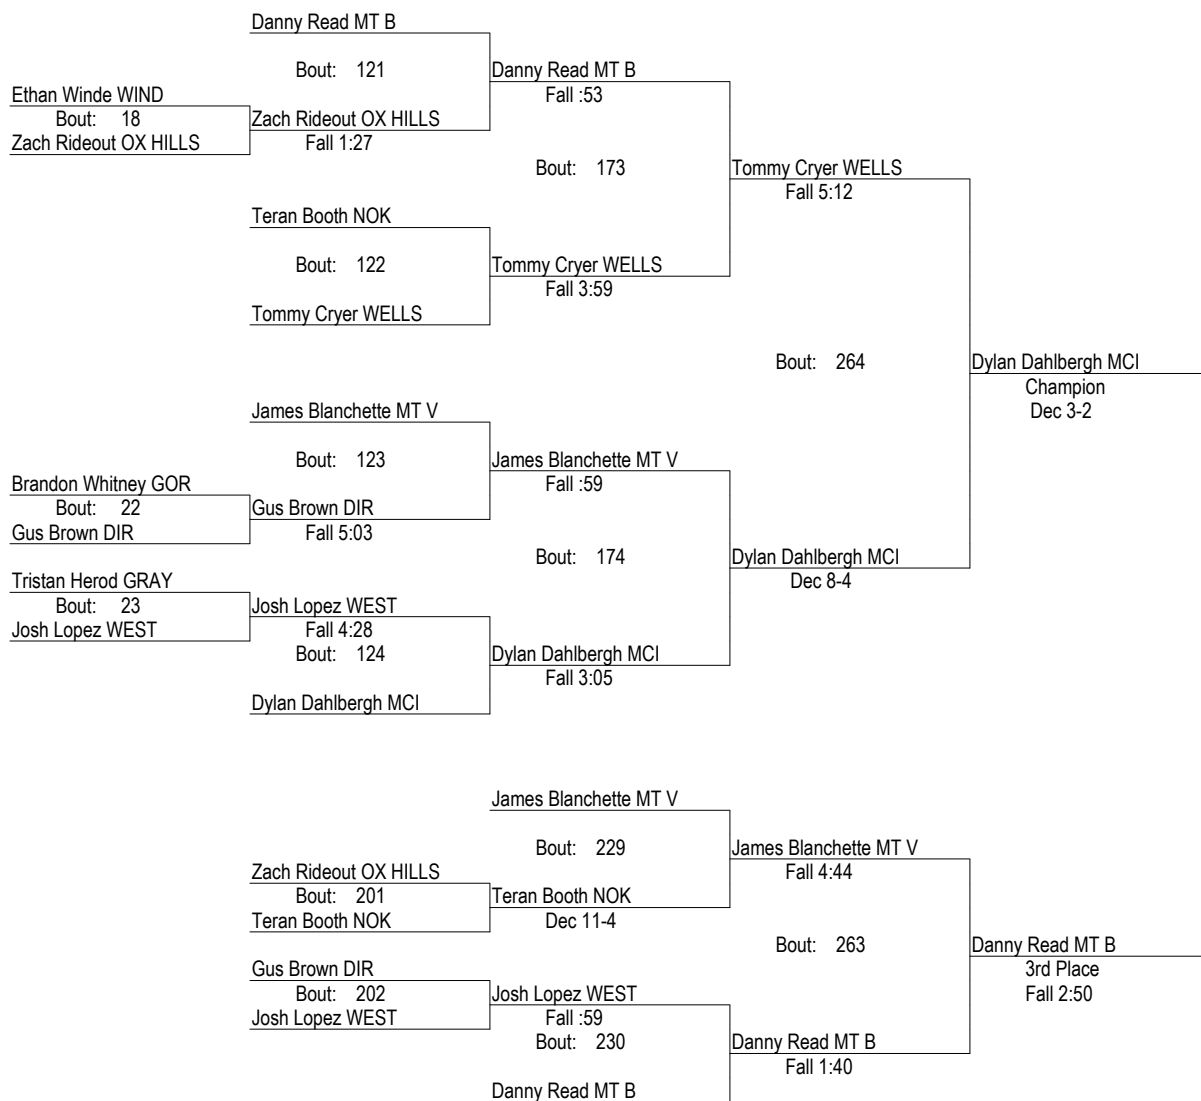 Danny Read MT B
Bout: 121
Danny Read MT B
Ethan Winde WIND
Fall :53
Bout: 18
Zach Rideout OX HILLS
Zach Rideout OX HILLS
Fall 1:27
Bout: 173
Tommy Cryer WELLS
Fall 5:12
Teran Booth NOK
Bout: 122
Tommy Cryer WELLS
Fall 3:59
Tommy Cryer WELLS
Bout: 264
Dylan Dahlbergh MCI
Champion
Dec 3-2
James Blanchette MT V
Bout: 123
James Blanchette MT V
Brandon Whitney GOR
Fall :59
Bout: 22
Gus Brown DIR
Gus Brown DIR
Fall 5:03
Bout: 174
Dylan Dahlbergh MCI
Dec 8-4
Tristan Herod GRAY
Bout: 23
Josh Lopez WEST
Josh Lopez WEST
Fall 4:28
Bout: 124
Dylan Dahlbergh MCI
Fall 3:05
Dylan Dahlbergh MCI
James Blanchette MT V
Bout: 229
James Blanchette MT V
Fall 4:44
Zach Rideout OX HILLS
Bout: 201
Teran Booth NOK
Teran Booth NOK
Dec 11-4
Bout: 263
Danny Read MT B
3rd Place
Fall 2:50
Gus Brown DIR
Bout: 202
Josh Lopez WEST
Josh Lopez WEST
Fall :59
Bout: 230
Danny Read MT B
Fall 1:40
Danny Read MT B